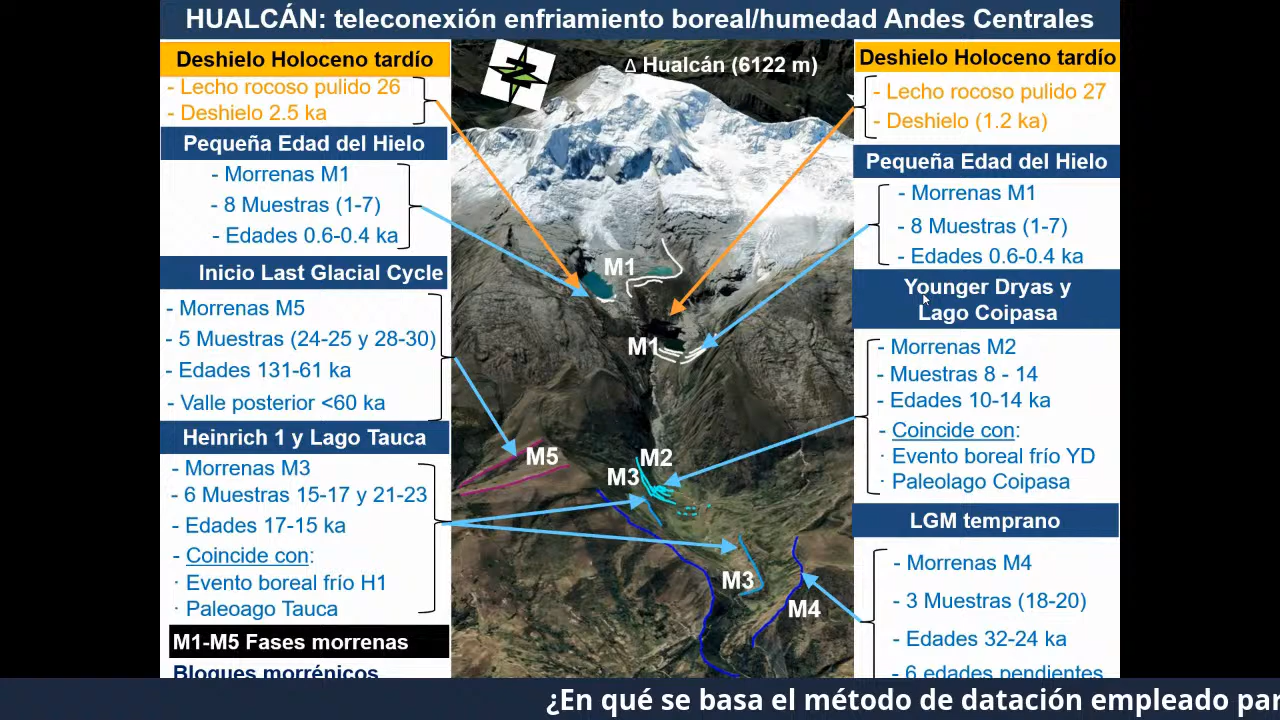 HUALCÁN: teleconexión enfriamiento boreal/humedad Andes Centrales
Deshielo Holoceno tardío
- Lecho rocoso pulido 26
- Deshielo 2.5 ka
Pequeña Edad del Hielo
- Morrenas M1
- 8 Muestras (1-7)
- Edades 0.6-0.4 ka
Inicio Last Glacial Cycle
- Morrenas M5
- 5 Muestras (24-25 y 28-30)
- Edades 131-61 ka
- Valle posterior <60 ka
Heinrich 1 y Lago Tauca
- Morrenas M3
- 6 Muestras 15-17 y 21-23
- Edades 17-15 ka
- Coincide con:
· Evento boreal frío H1
· Paleoago Tauca
M1-M5 Fases morrenas
Bloques morrénicos
Δ Hualcán (6122 m)
M1
M1
M5
M2
M3
M3
M4
Deshielo Holoceno tardío
- Lecho rocoso pulido 27
- Deshielo (1.2 ka)
Pequeña Edad del Hielo
- Morrenas M1
- 8 Muestras (1-7)
- Edades 0.6-0.4 ka
Younger Dryas y
Lago Coipasa
- Morrenas M2
- Muestras 8 - 14
- Edades 10-14 ka
- Coincide con:
· Evento boreal frío YD
· Paleolago Coipasa
LGM temprano
- Morrenas M4
- 3 Muestras (18-20)
- Edades 32-24 ka
- 6 edades pendientes
¿En qué se basa el método de datación empleado par